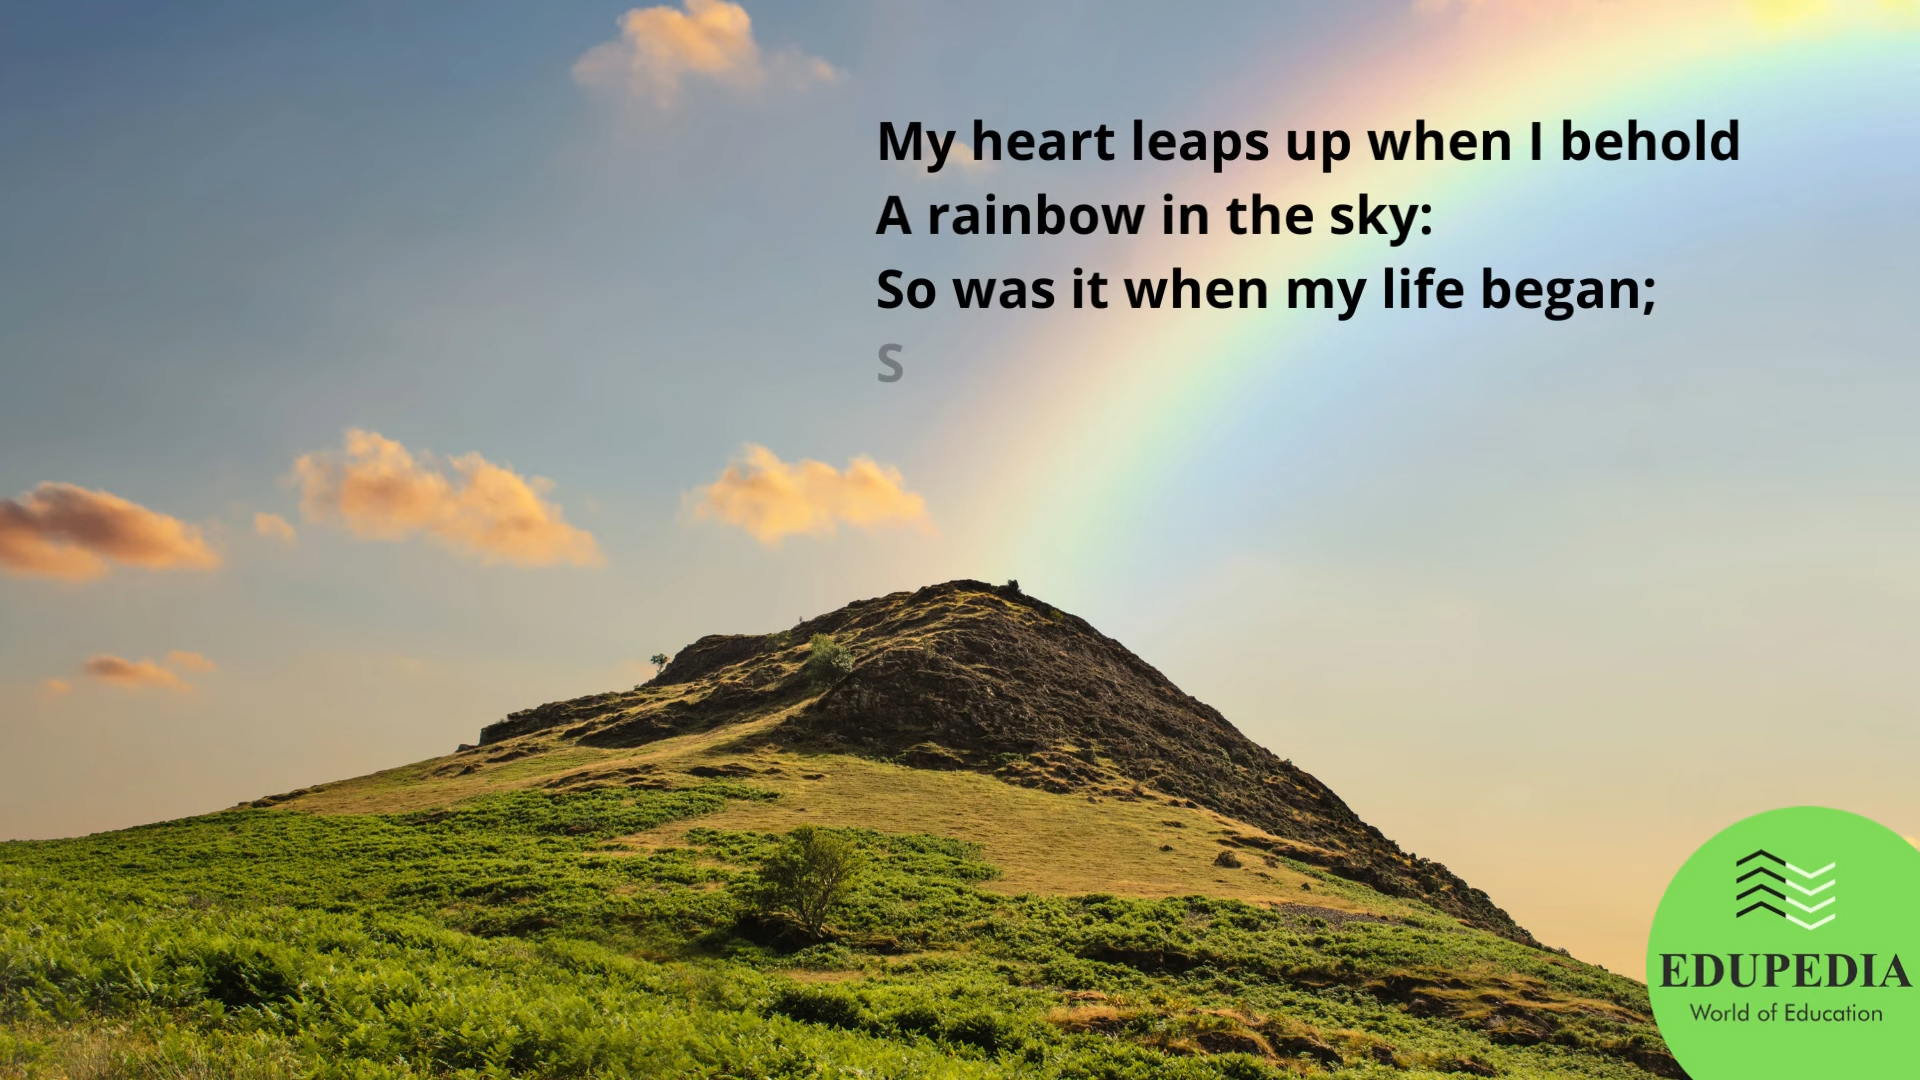 My heart leaps up when I behold
A rainbow in the sky:
So was it when my life began;
S
EDUPEDIA
World of Education